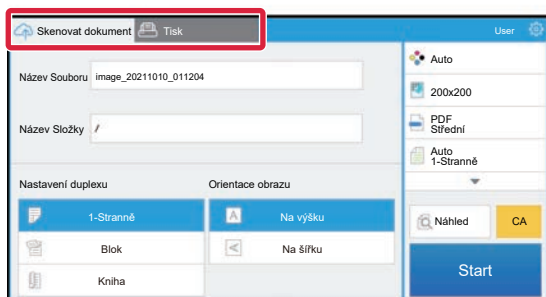 Skenovat dokument Tisk User
Název Souboru image_20211010_011204
Název Složky /
Auto
200x200
PDF
Střední
Auto
1-Stranně
Nastavení duplexu Orientace obrazu
1-Stranně A Na výšku
Blok < Na šířku
Kniha
Náhled CA
Start